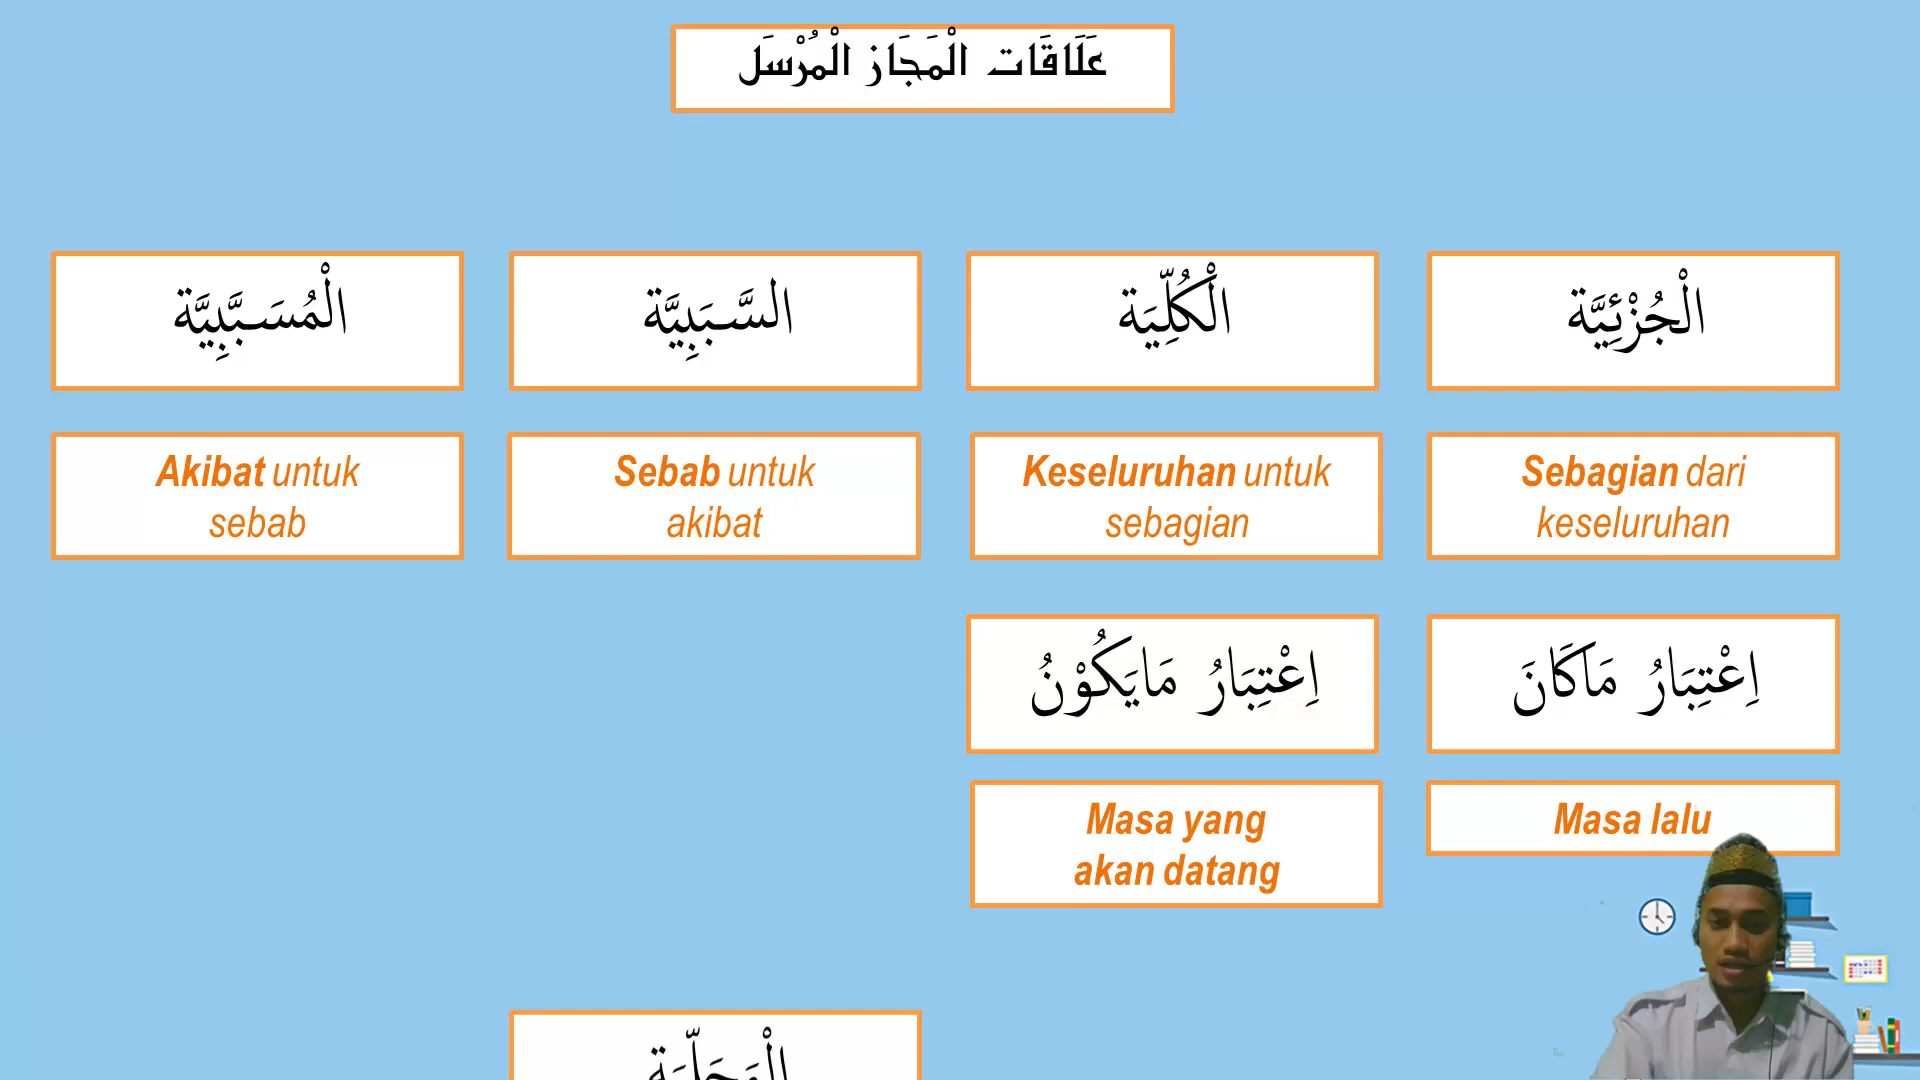 عَلَاقَات الْمَجَاز الْمُرْسَل
الْجُزْئِيَّة
الْكُلِّيَة
السَّبَبِيَّة
الْمُسَبَّبِيَّة
Sebagian dari
keseluruhan
Keseluruhan untuk
sebagian
Sebab untuk
akibat
Akibat untuk
sebab
اِعْتِبَارُ مَاكَانَ
اِعْتِبَارُ مَايَكُوْنُ
Masa lalu
Masa yang
akan datang
الْمَحَلِّيَة